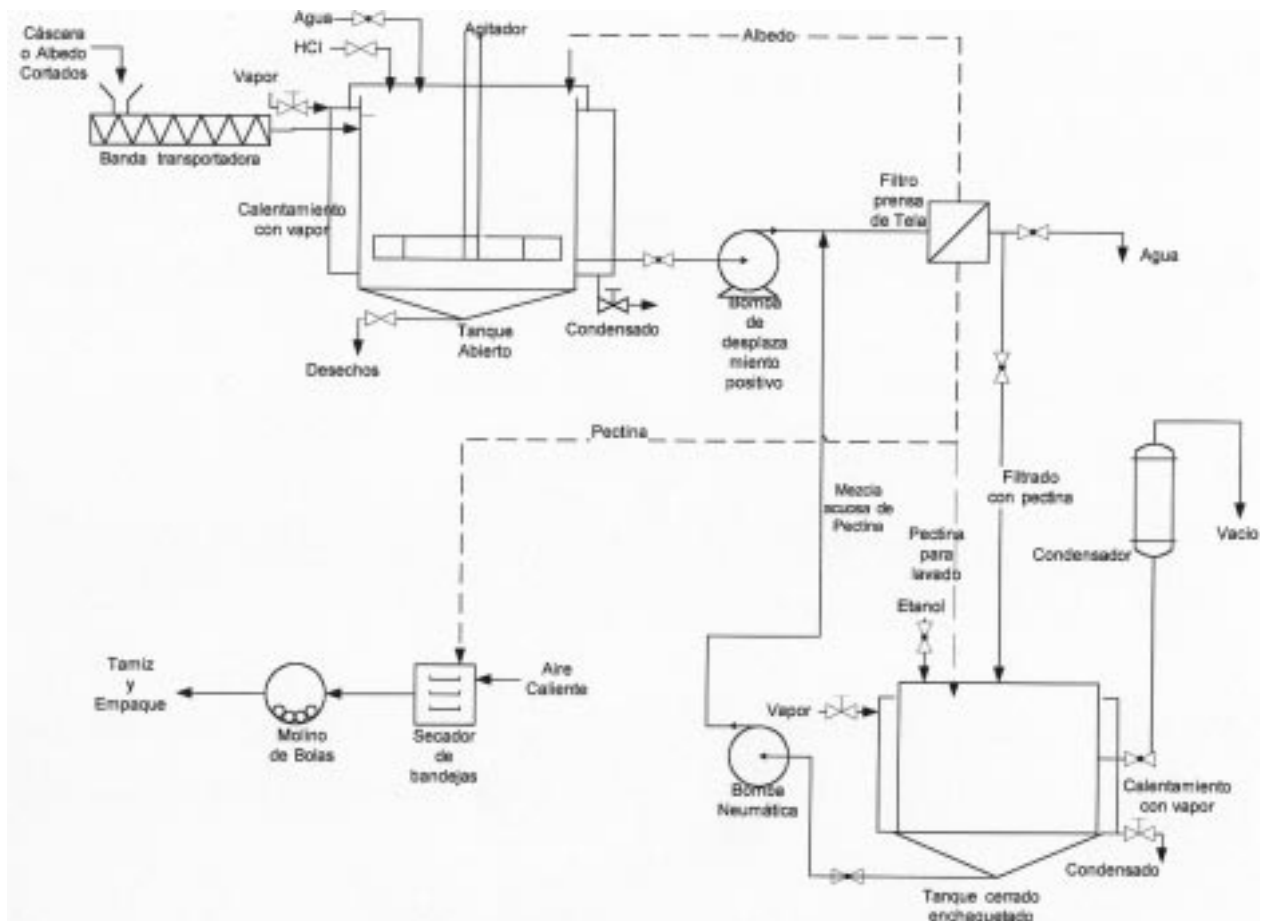 Cáscara
o Albedo
Cortados
Agua
HCl
Agitador
Albedo
Vapor
Banda transportadora
Calentamiento
con vapor
Filtro
prensa
de Tela
Agua
Tanque
Abierto
Condensado
Desechos
Bomba
de
desplaza
miento
positivo
Pectina
Mezcla
acuosa de
Pectina
Filtrado
con pectina
Pectina
para
lavado
Condensador
Vacio
Etanol
Tamiz
y
Empaque
Molino
de Bolas
Secador
de
bandejas
Aire
Caliente
Vapor
Bomba
Neumática
Calentamiento
con vapor
Condensado
Tanque cerrado
enchaquetado